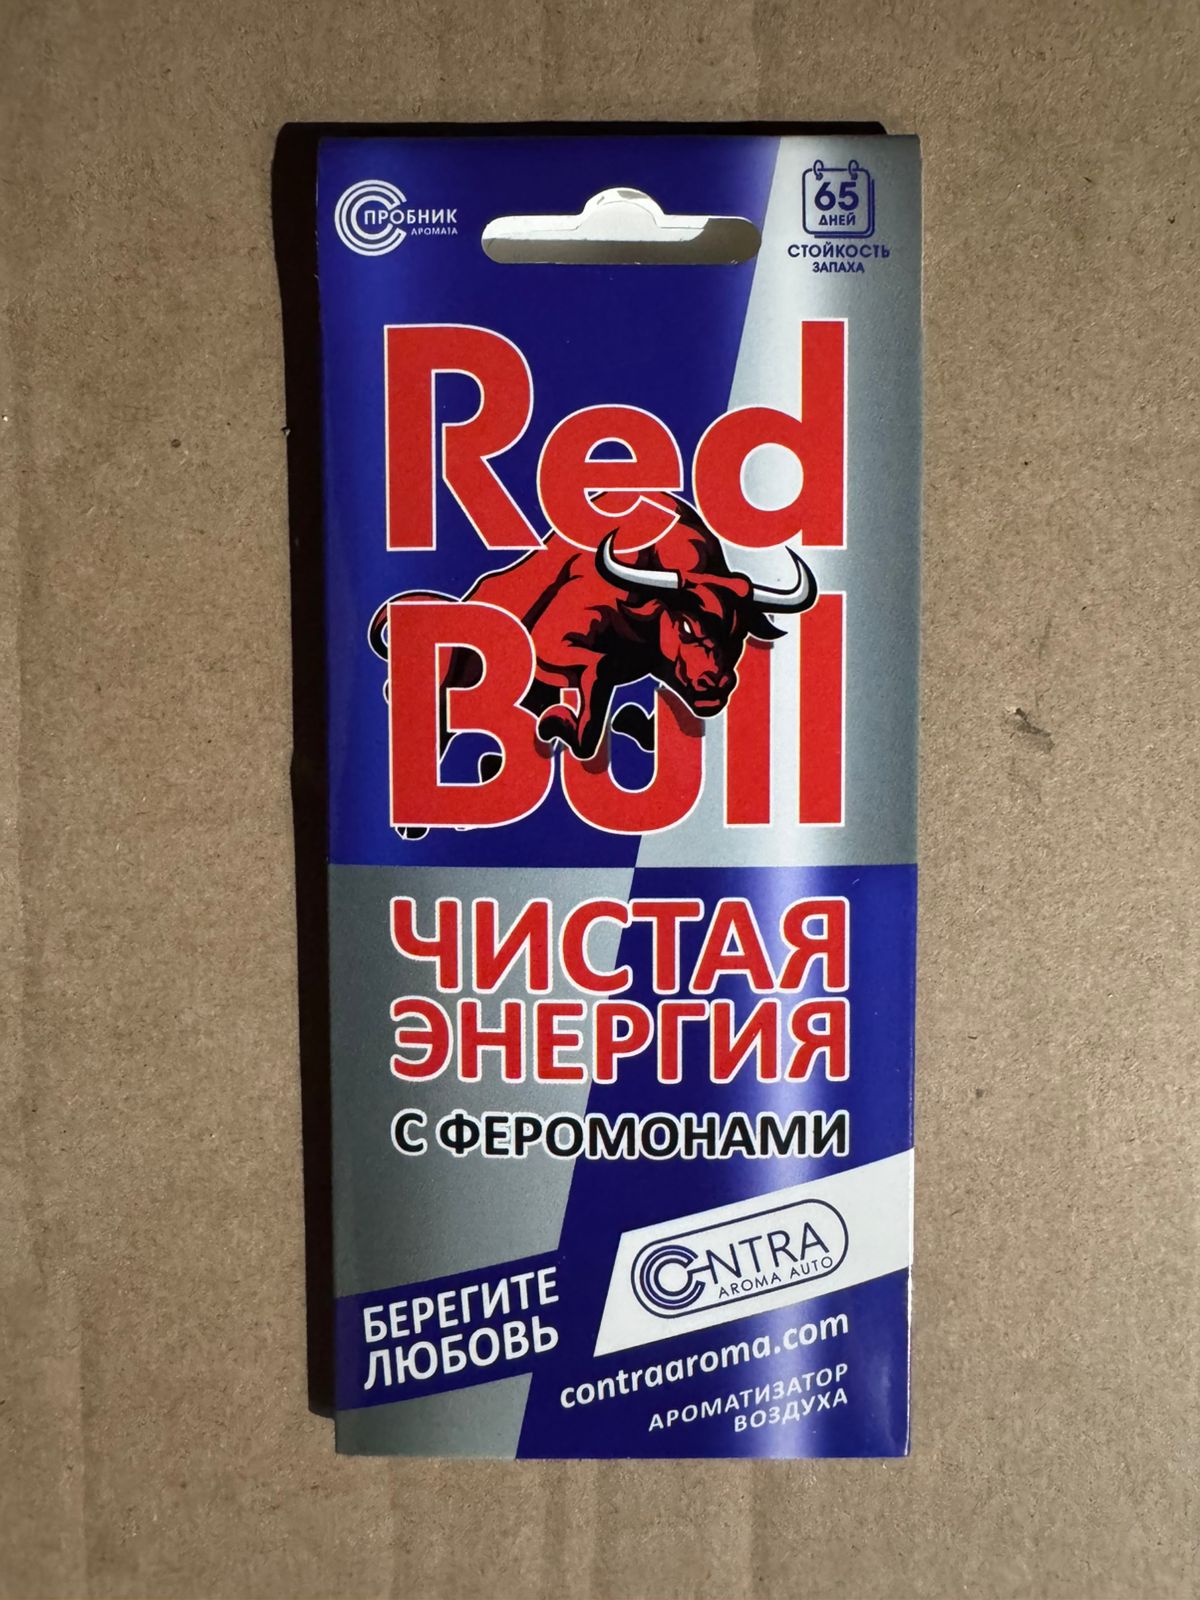 ПРОБНИК
АРОМАТА
65
ДНЕЙ
СТОЙКОСТЬ
ЗАПАХА
Red
Bull
ЧИСТАЯ
ЭНЕРГИЯ
С ФЕРОМОНАМИ
БЕРЕГИТЕ
ЛЮБОВЬ
CONTRA
AROMA AUTO
contraaroma.com
АРОМАТИЗАТОР
ВОЗДУХА